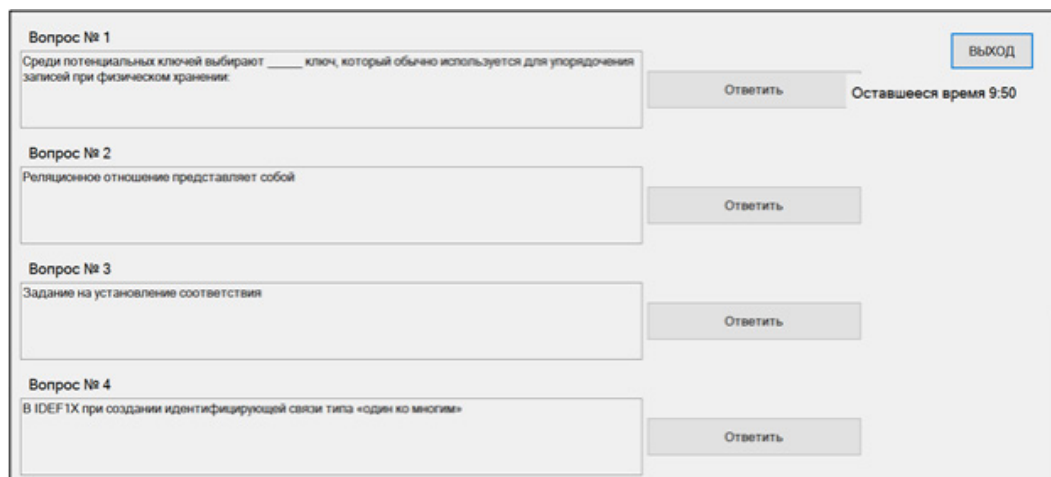 Вопрос № 1
ВЫХОД
Среди потенциальных ключей выбирают _____ ключ, который обычно используется для упорядочения
записей при физическом хранении:
Ответить
Оставшееся время 9:50
Вопрос № 2
Реляционное отношение представляет собой
Ответить
Вопрос № 3
Задание на установление соответствия
Ответить
Вопрос № 4
В IDEF1X при создании идентифицирующей связи типа «один ко многим»
Ответить